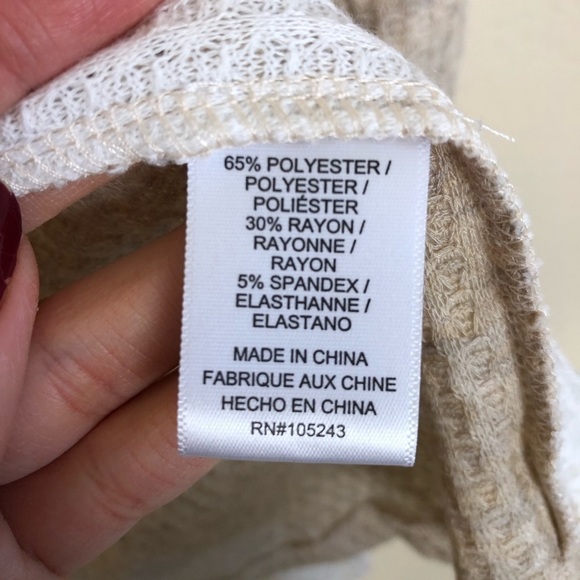 65% POLYESTER /
POLYESTER /
POLIÉSTER
30% RAYON /
RAYONNE /
RAYON
5% SPANDEX /
ELASTHANNE /
ELASTANO
MADE IN CHINA
FABRIQUE AUX CHINE
HECHO EN CHINA
RN#105243